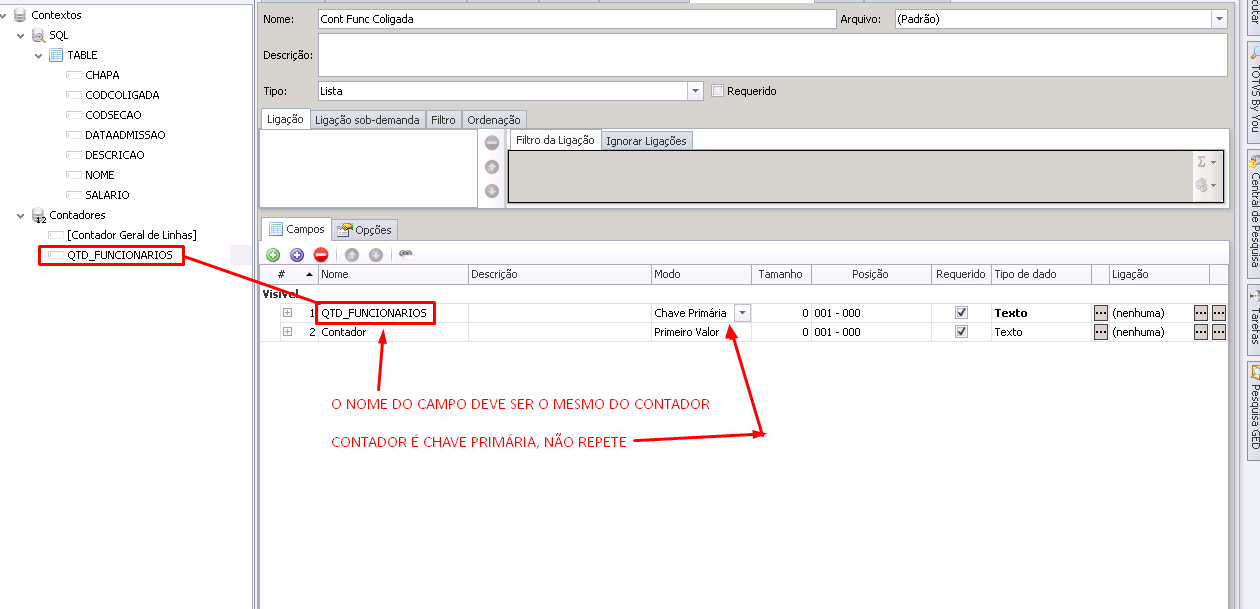 Contextos
SQL
TABLE
CHAPA
CODCOLIGADA
CODSECAO
DATAADMISSAO
DESCRICAO
NOME
SALARIO
Contadores
[Contador Geral de Linhas]
QTD_FUNCIONARIOS
Nome: Cont Func Coligada Arquivo: (Padrão)
Descrição:
Tipo: Lista Requerido
Ligação Ligação sob-demanda Filtro Ordenação
Filtro da Ligação Ignorar Ligações
Campos Opções
# Nome Descrição Modo Tamanho Posição Requerido Tipo de dado Ligação
Visível
1 QTD_FUNCIONARIOS Chave Primária 0 001 - 000 Texto ... (nenhuma) ... ...
2 Contador Primeiro Valor 0 001 - 000 Texto ... (nenhuma) ... ...
O NOME DO CAMPO DEVE SER O MESMO DO CONTADOR
CONTADOR É CHAVE PRIMÁRIA, NÃO REPETE
TOTVS By You
Central de Pesquisa
Tarefas
Pesquisa GED